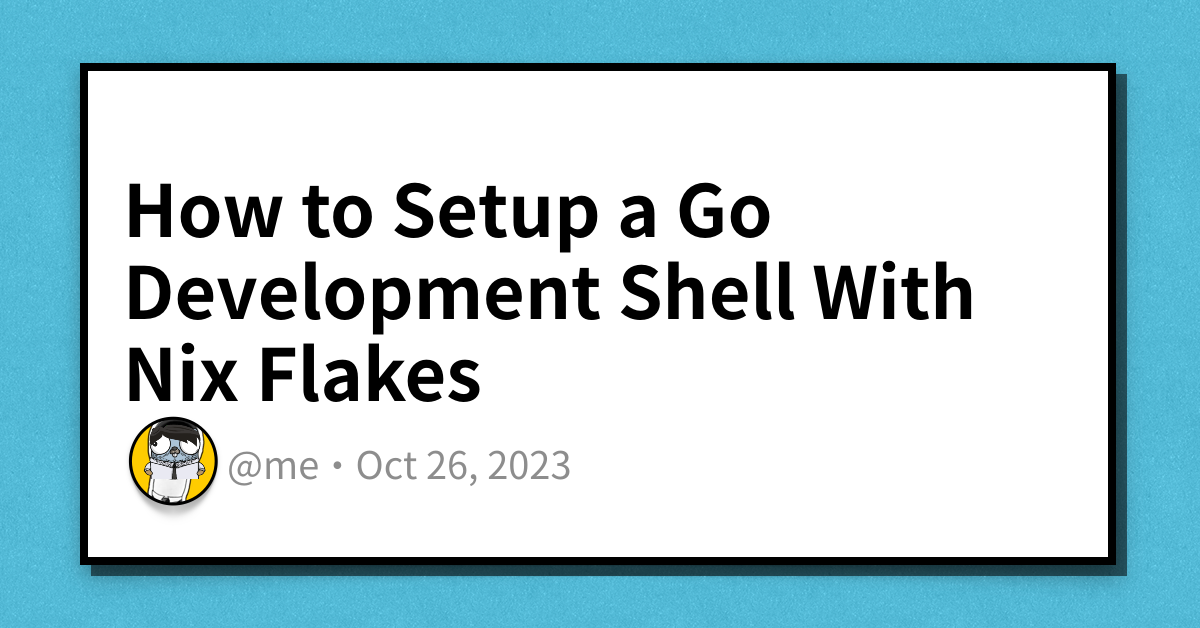 How to Setup a Go
Development Shell With
Nix Flakes
@me • Oct 26, 2023